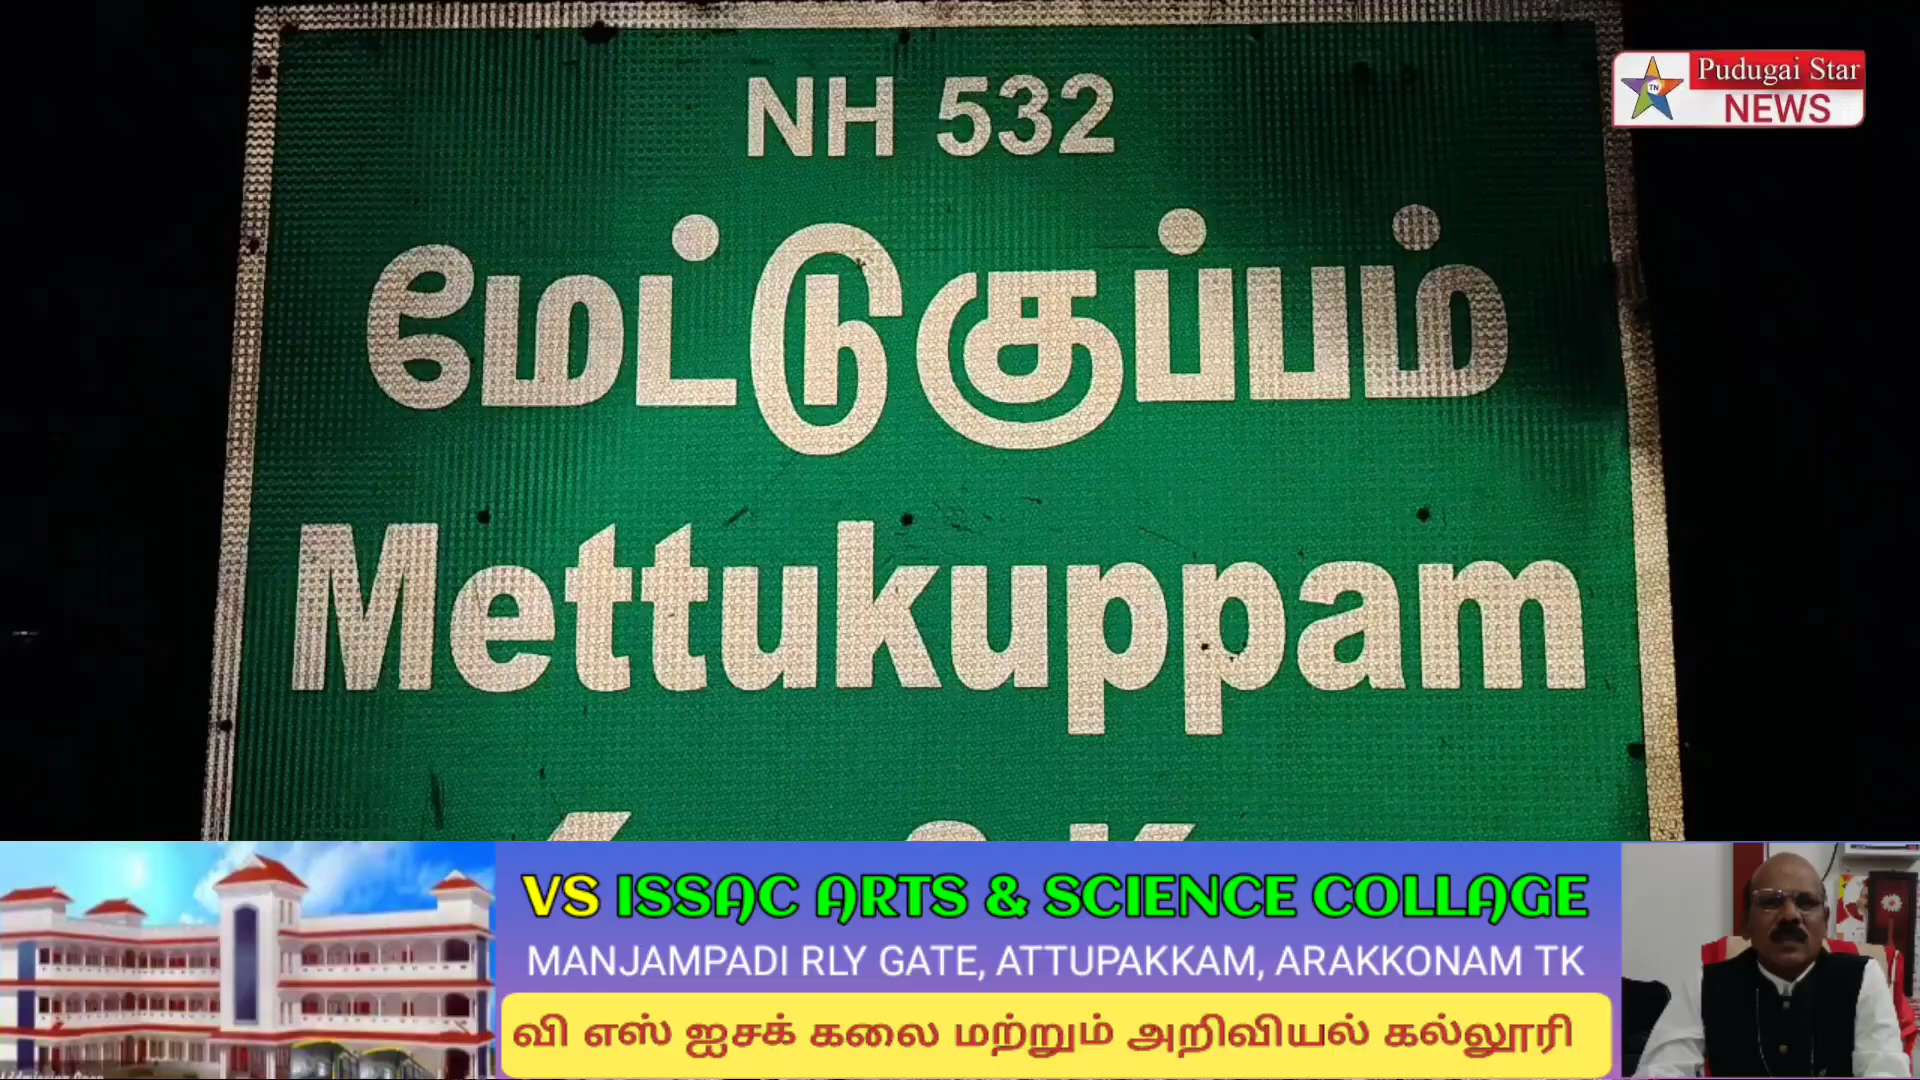 NH 532
Pudugai Star
TN
NEWS
மேட்டுகுப்பம்
Mettukuppam
VS ISSAC ARTS & SCIENCE COLLAGE
MANJAMPADI RLY GATE, ATTUPAKKAM, ARAKKONAM TK
வி எஸ் ஐசக் கலை மற்றும் அறிவியல் கல்லூரி